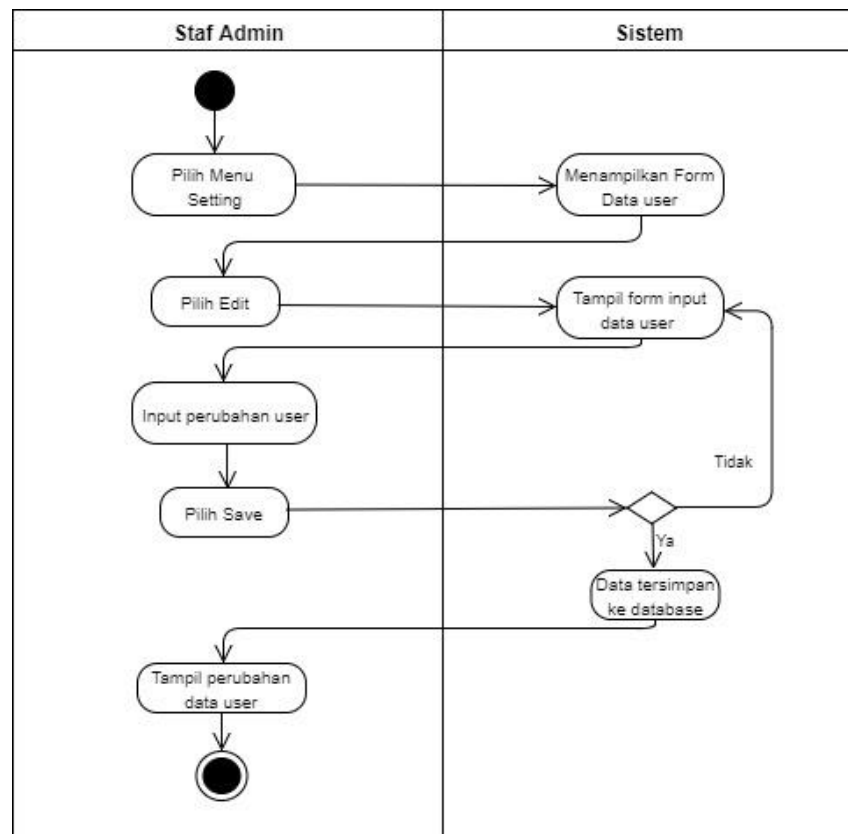 Staf Admin
Sistem
Pilih Menu
Setting
Menampilkan Form
Data user
Pilih Edit
Tampil form input
data user
Input perubahan user
Pilih Save
Tidak
Ya
Data tersimpan
ke database
Tampil perubahan
data user